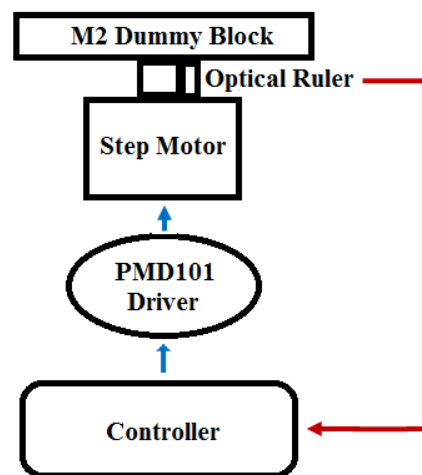 M2 Dummy Block
Optical Ruler
Step Motor
PMD101
Driver
Controller